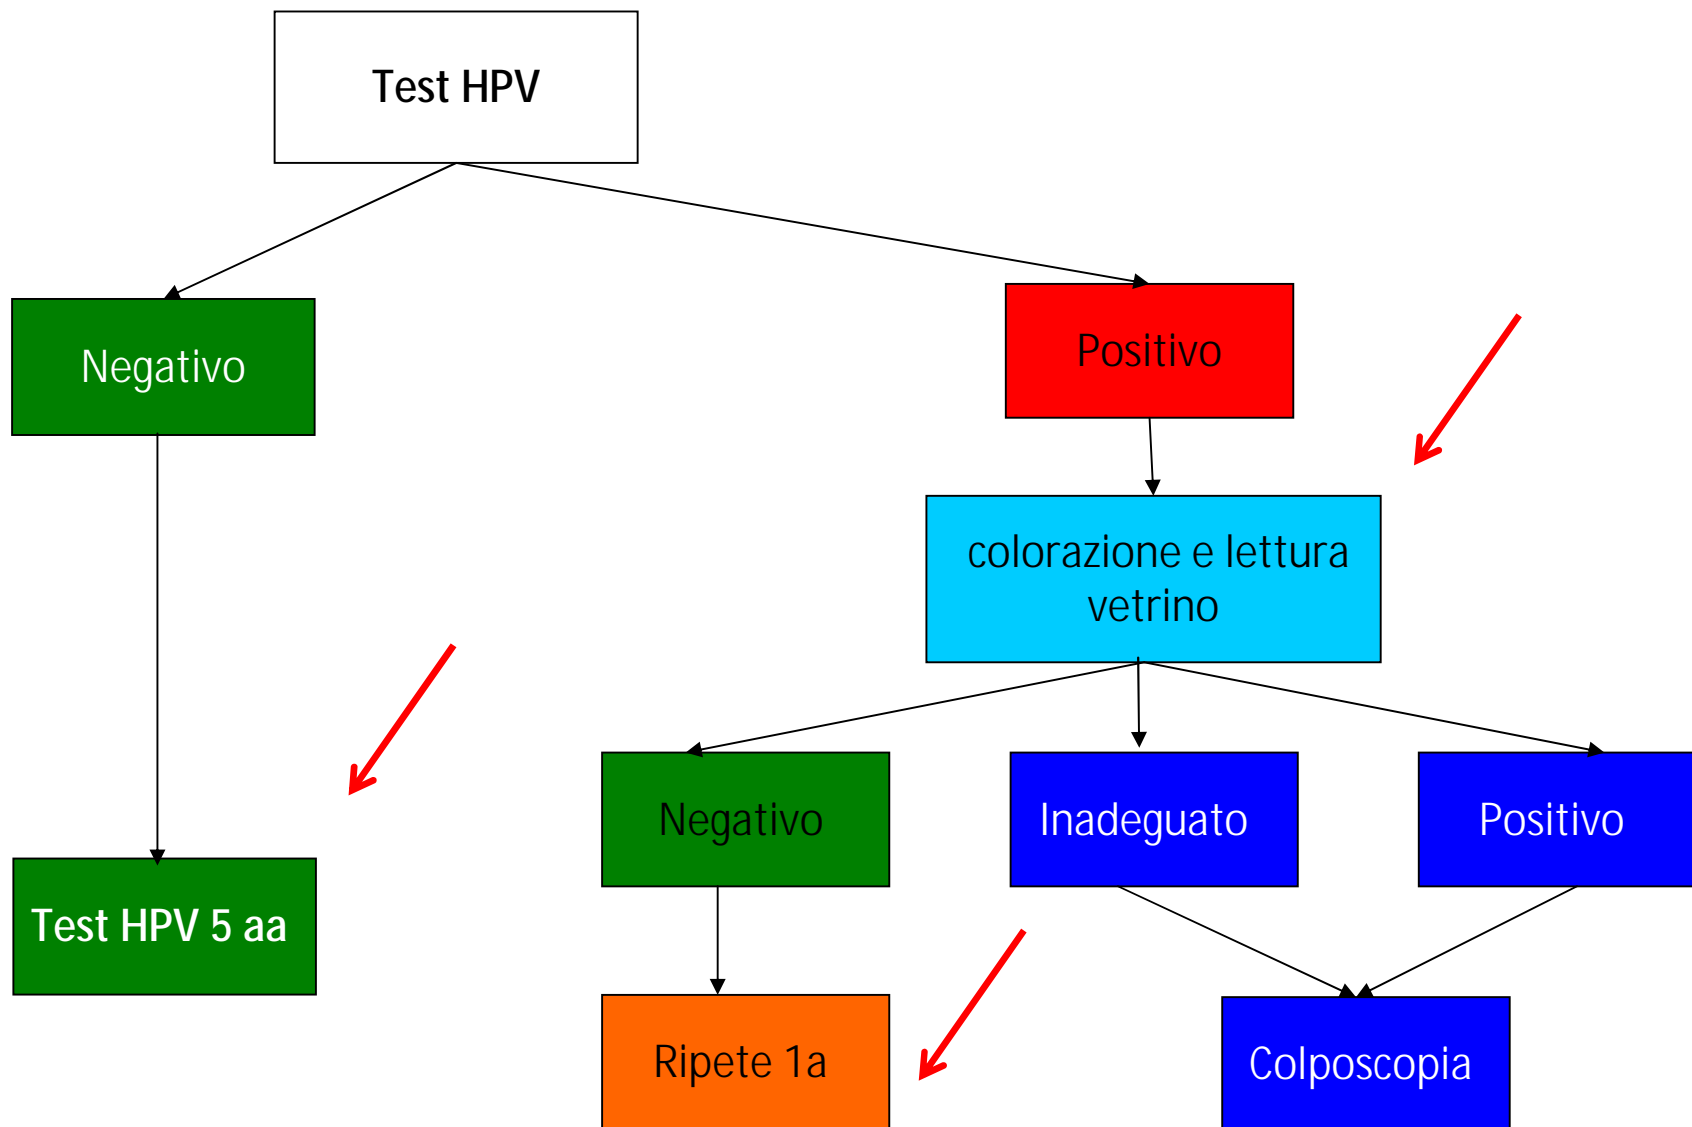 Test HPV
Negativo
Positivo
colorazione e lettura
vetrino
Negativo
Inadeguato
Positivo
Test HPV 5 aa
Ripete 1a
Colposcopia